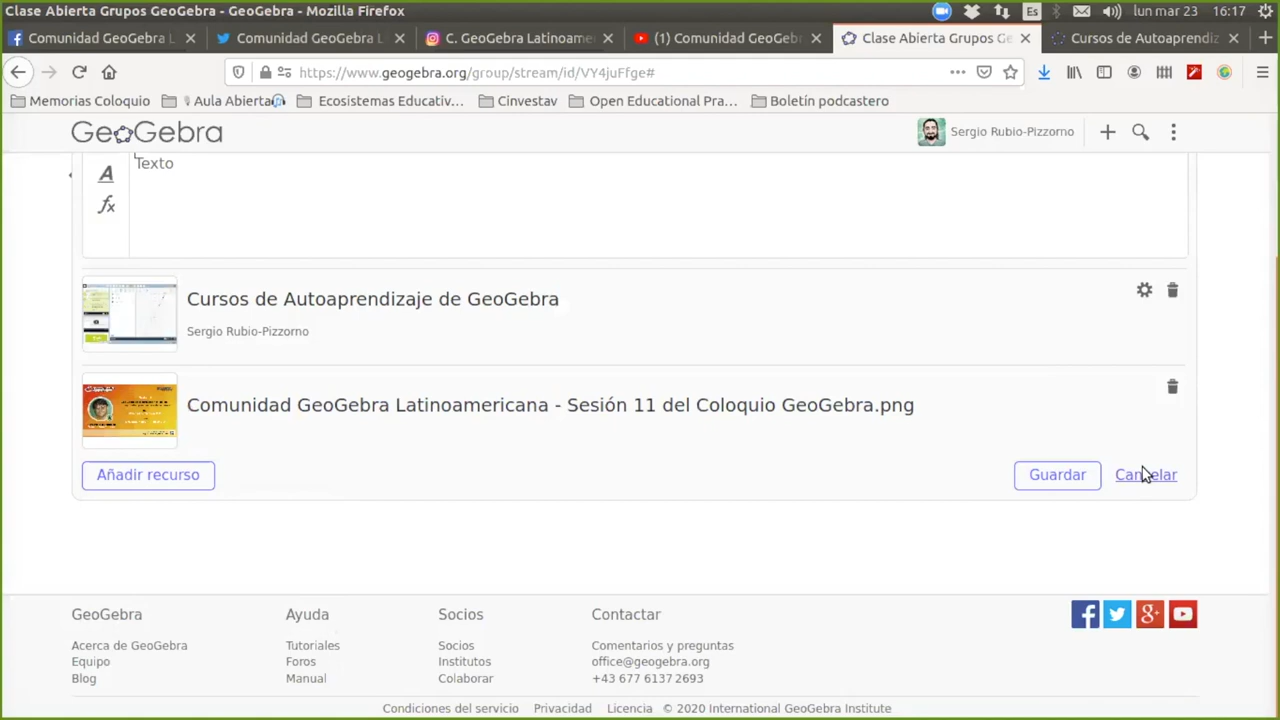 Clase Abierta Grupos GeoGebra - GeoGebra - Mozilla Firefox
Es
lun mar 23
16:17
Comunidad GeoGebra L
Comunidad GeoGebra L
C. GeoGebra Latinoame
(1) Comunidad GeoGeb
Clase Abierta Grupos Ge
Cursos de Autoaprendiz
https://www.geogebra.org/group/stream/id/VY4juFfge#
Memorias Coloquio
Aula Abierta
Ecosistemas Educativ…
Cinvestav
Open Educational Pra…
Boletín podcastero
GeoGebra
Sergio Rubio-Pizzorno
A
Texto
fx
Cursos de Autoaprendizaje de GeoGebra
Sergio Rubio-Pizzorno
Comunidad GeoGebra Latinoamericana - Sesión 11 del Coloquio GeoGebra.png
Añadir recurso
Guardar
Cancelar
GeoGebra
Ayuda
Socios
Contactar
Acerca de GeoGebra
Tutoriales
Socios
Comentarios y preguntas
Equipo
Foros
Institutos
office@geogebra.org
Blog
Manual
Colaborar
+43 677 6137 2693
Condiciones del servicio
Privacidad
Licencia
© 2020 International GeoGebra Institute